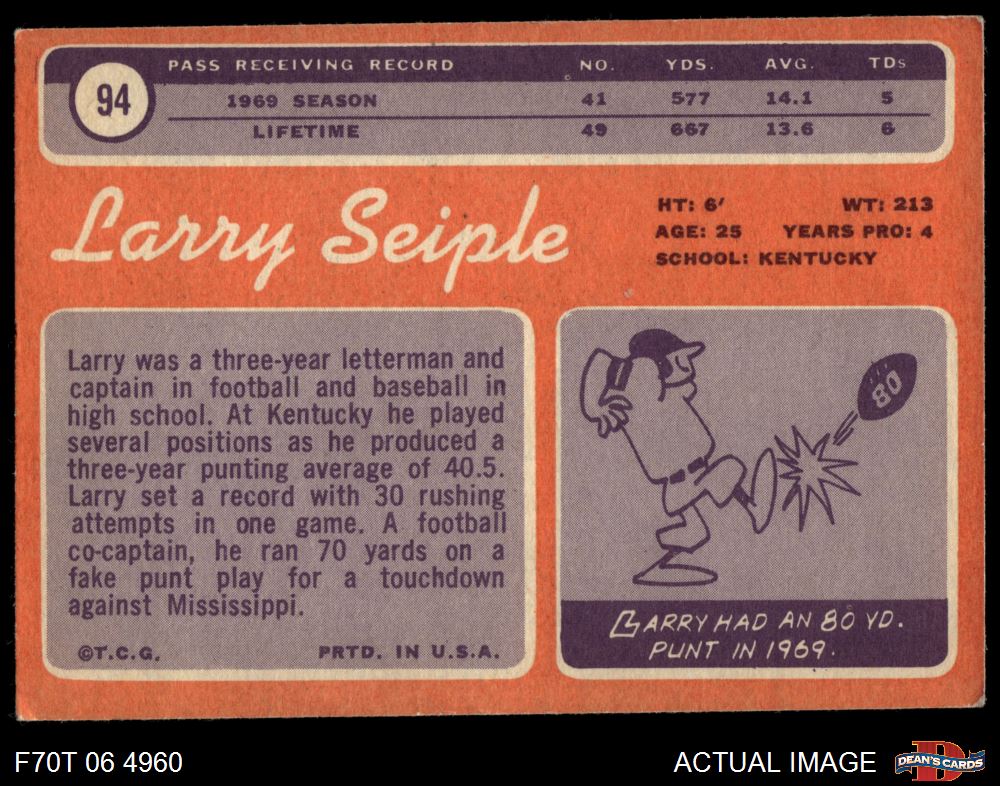 94
PASS RECEIVING RECORD NO. YDS. AVG. TDs
1969 SEASON 41 577 14.1 5
LIFETIME 49 667 13.6 6
Larry Seiple
HT: 6' WT: 213
AGE: 25 YEARS PRO: 4
SCHOOL: KENTUCKY
Larry was a three-year letterman and
captain in football and baseball in
high school. At Kentucky he played
several positions as he produced a
three-year punting average of 40.5.
Larry set a record with 30 rushing
attempts in one game. A football
co-captain, he ran 70 yards on a
fake punt play for a touchdown
against Mississippi.
©T.C.G. PRTD. IN U.S.A.
80
LARRY HAD AN 80 YD.
PUNT IN 1969.
F70T 06 4960 ACTUAL IMAGE
D
DEAN'S CARDS